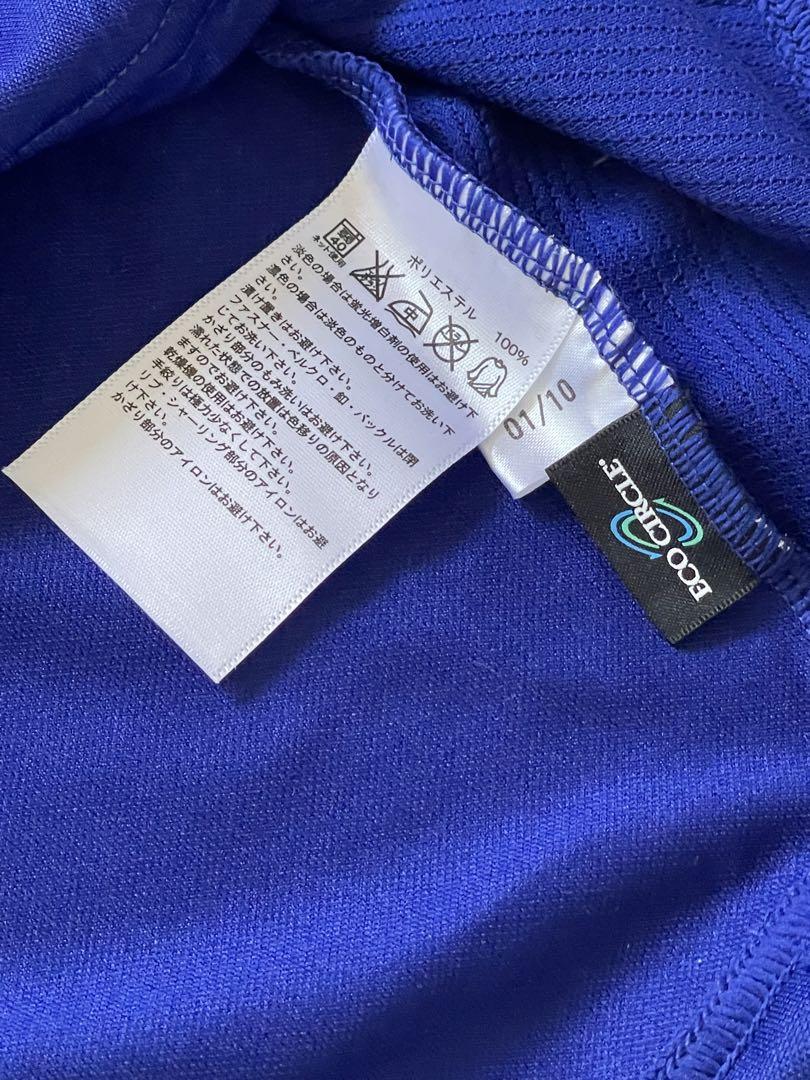 ポリエステル 100%
弱
40
ネット使用
中
淡色の場合は蛍光増白剤の使用はお避け下
さい。
濃色の場合は淡色のものと分けてお洗い下
さい。
漬け置きはお避け下さい。
ファスナー・ベルクロ・釦・バックルは閉
じてお洗い下さい。
かざり部分のもみ洗いはお避け下さい。
濡れた状態での放置は色移りの原因となり
ますのでお避け下さい。
乾燥機の使用はお避け下さい。
手絞りは極力少なくして下さい。
リブ・シャーリング部分のアイロンはお避
け下さい。
かざり部分のアイロンはお避け下さい。
01/10
ECO CIRCLE®